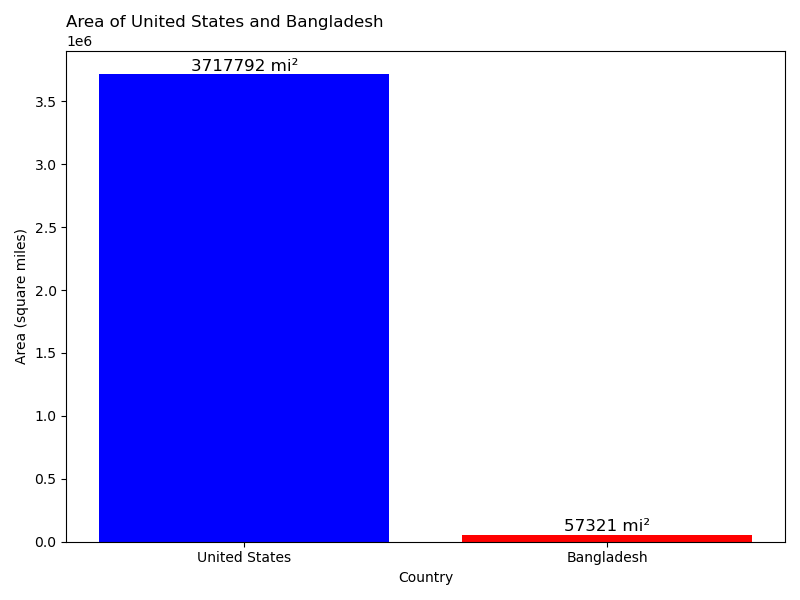 Area of United States and Bangladesh
1e6
3717792 mi²
3.5
3.0
2.5
2.0
1.5
1.0
0.5
0.0
Area (square miles)
57321 mi²
United States
Bangladesh
Country